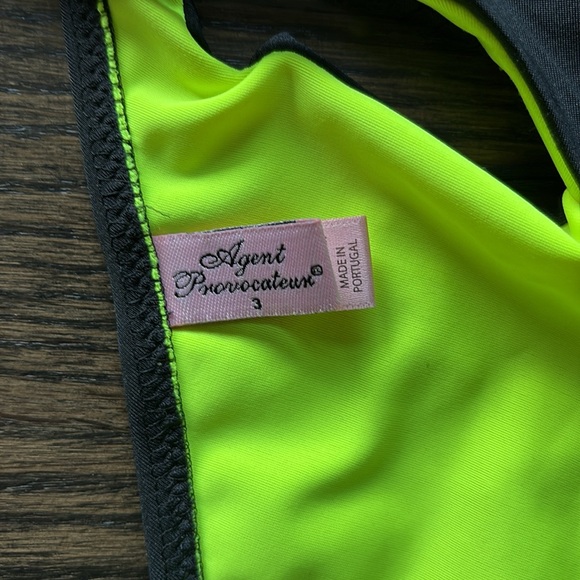 Agent
Provocateur®
3
MADE IN
PORTUGAL